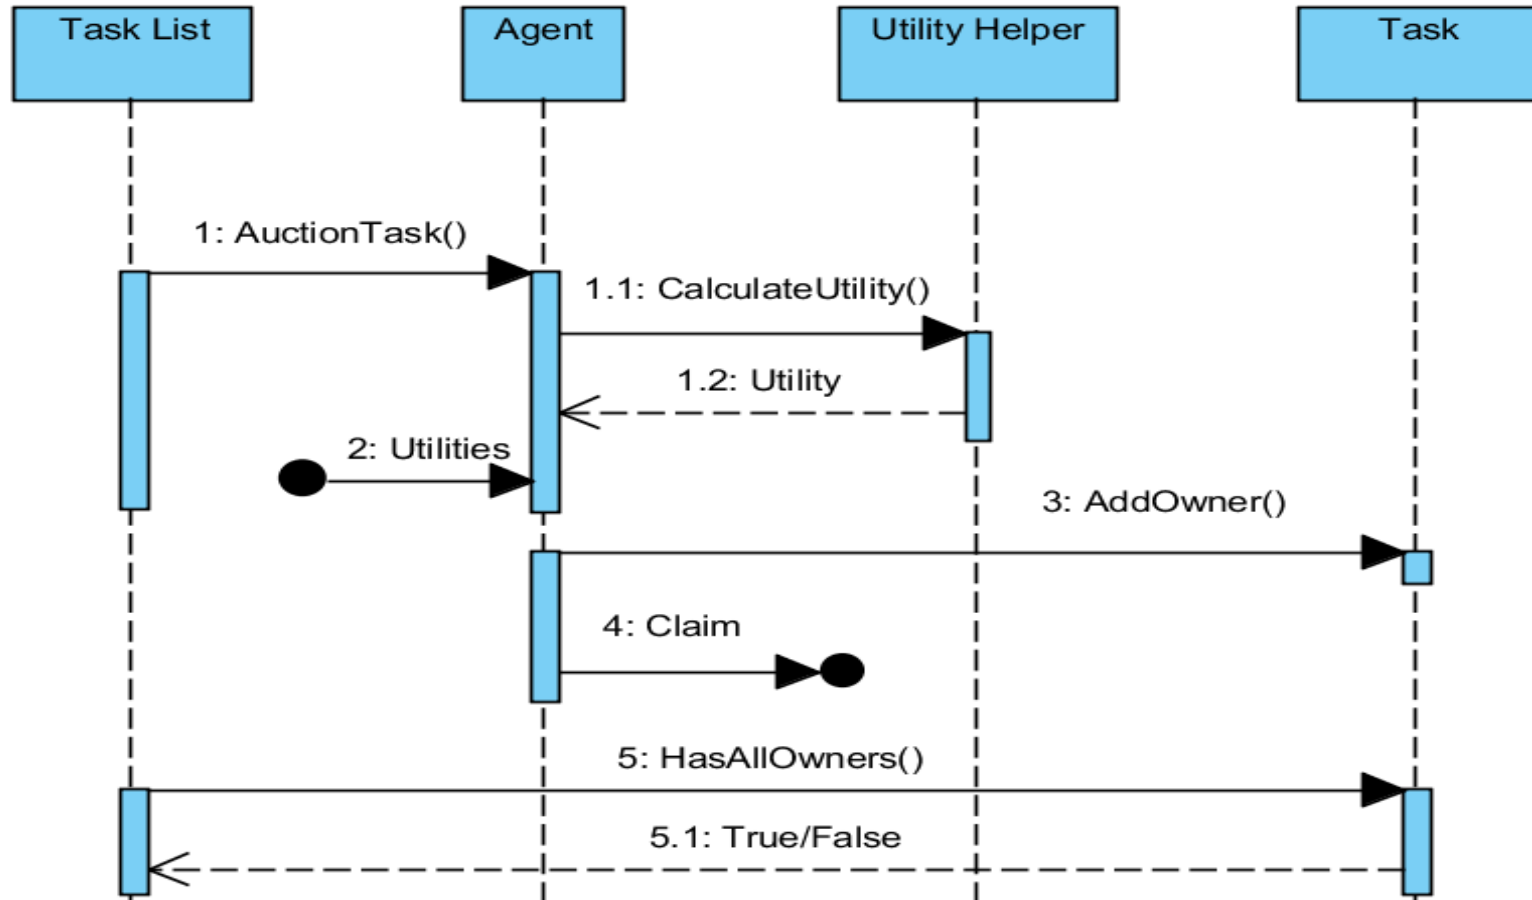 Task List
Agent
Utility Helper
Task
1: AuctionTask()
1.1: CalculateUtility()
1.2: Utility
2: Utilities
3: AddOwner()
4: Claim
5: HasAllOwners()
5.1: True/False